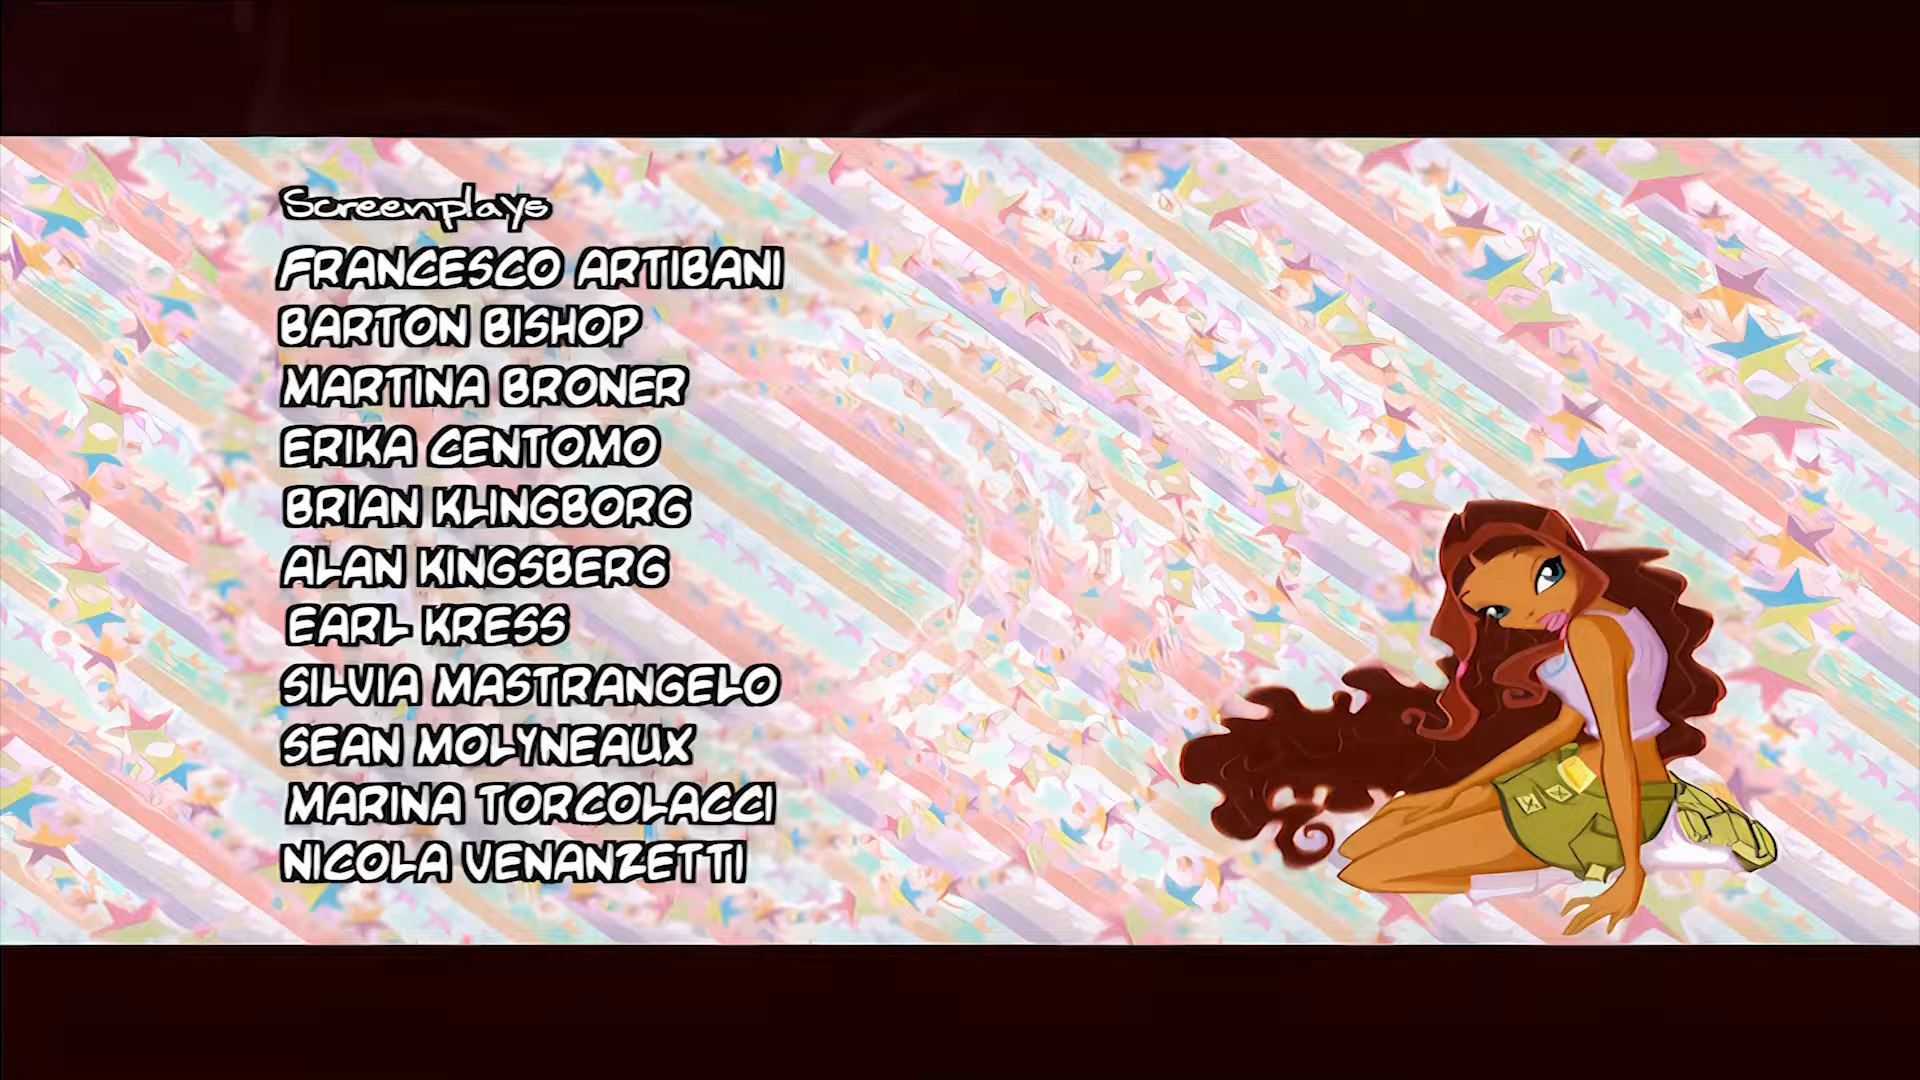 Screenplays
FRANCESCO ARTIBANI
BARTON BISHOP
MARTINA BRONER
ERIKA CENTOMO
BRIAN KLINGBORG
ALAN KINGSBERG
EARL KRESS
SILVIA MASTRANGELO
SEAN MOLYNEAUX
MARINA TORCOLACCI
NICOLA VENANZETTI